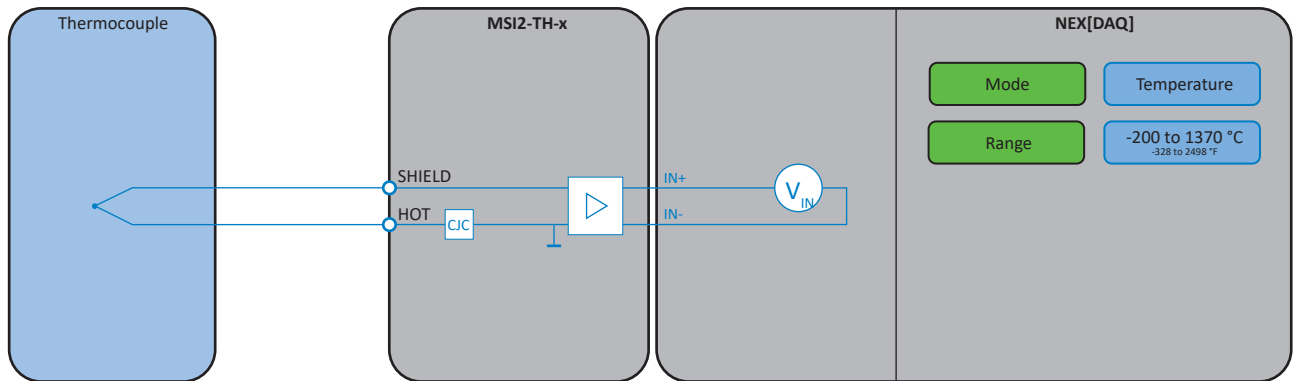 Thermocouple
MSI2-TH-x
NEX[DAQ]
Mode
Temperature
Range
-200 to 1370 °C
-328 to 2498 °F
SHIELD
IN+
V IN
HOT
CJC
IN-